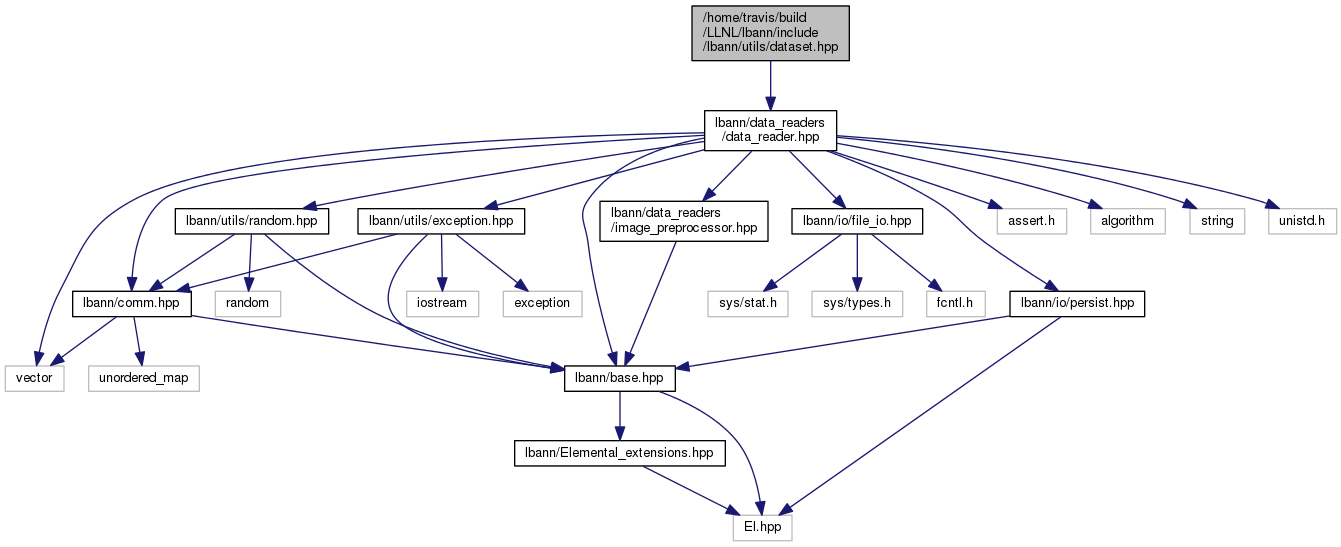 /home/travis/build
/LLNL/lbann/include
/lbann/utils/dataset.hpp
lbann/data_readers
/data_reader.hpp
lbann/utils/random.hpp
lbann/utils/exception.hpp
lbann/data_readers
/image_preprocessor.hpp
lbann/io/file_io.hpp
assert.h
algorithm
string
unistd.h
lbann/comm.hpp
random
iostream
exception
sys/stat.h
sys/types.h
fcntl.h
lbann/io/persist.hpp
vector
unordered_map
lbann/base.hpp
lbann/Elemental_extensions.hpp
El.hpp